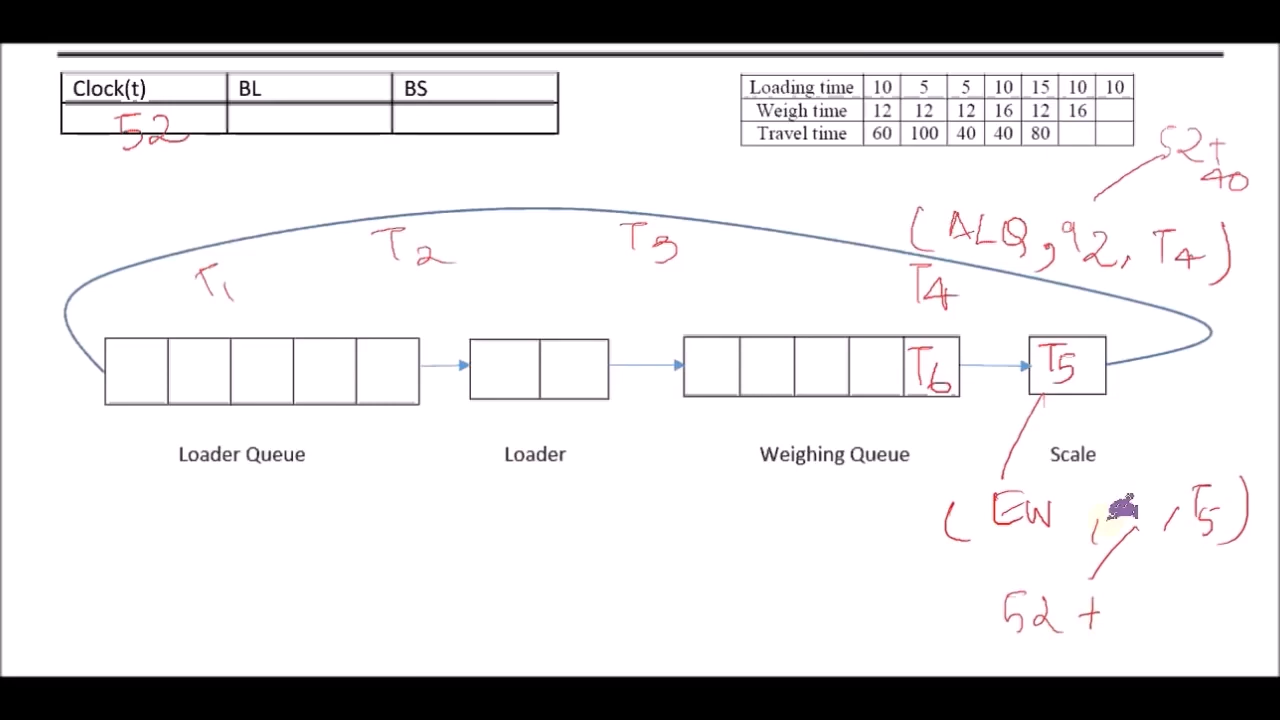 Clock(t) BL BS
52
Loading time 10 5 5 10 15 10 10
Weigh time 12 12 12 16 12 16
Travel time 60 100 40 40 80
52+
40
(ALQ, 92, T4)
T1 T2 T3 T4
T6 T5
Loader Queue Loader Weighing Queue Scale
(EW , , T5)
52 +